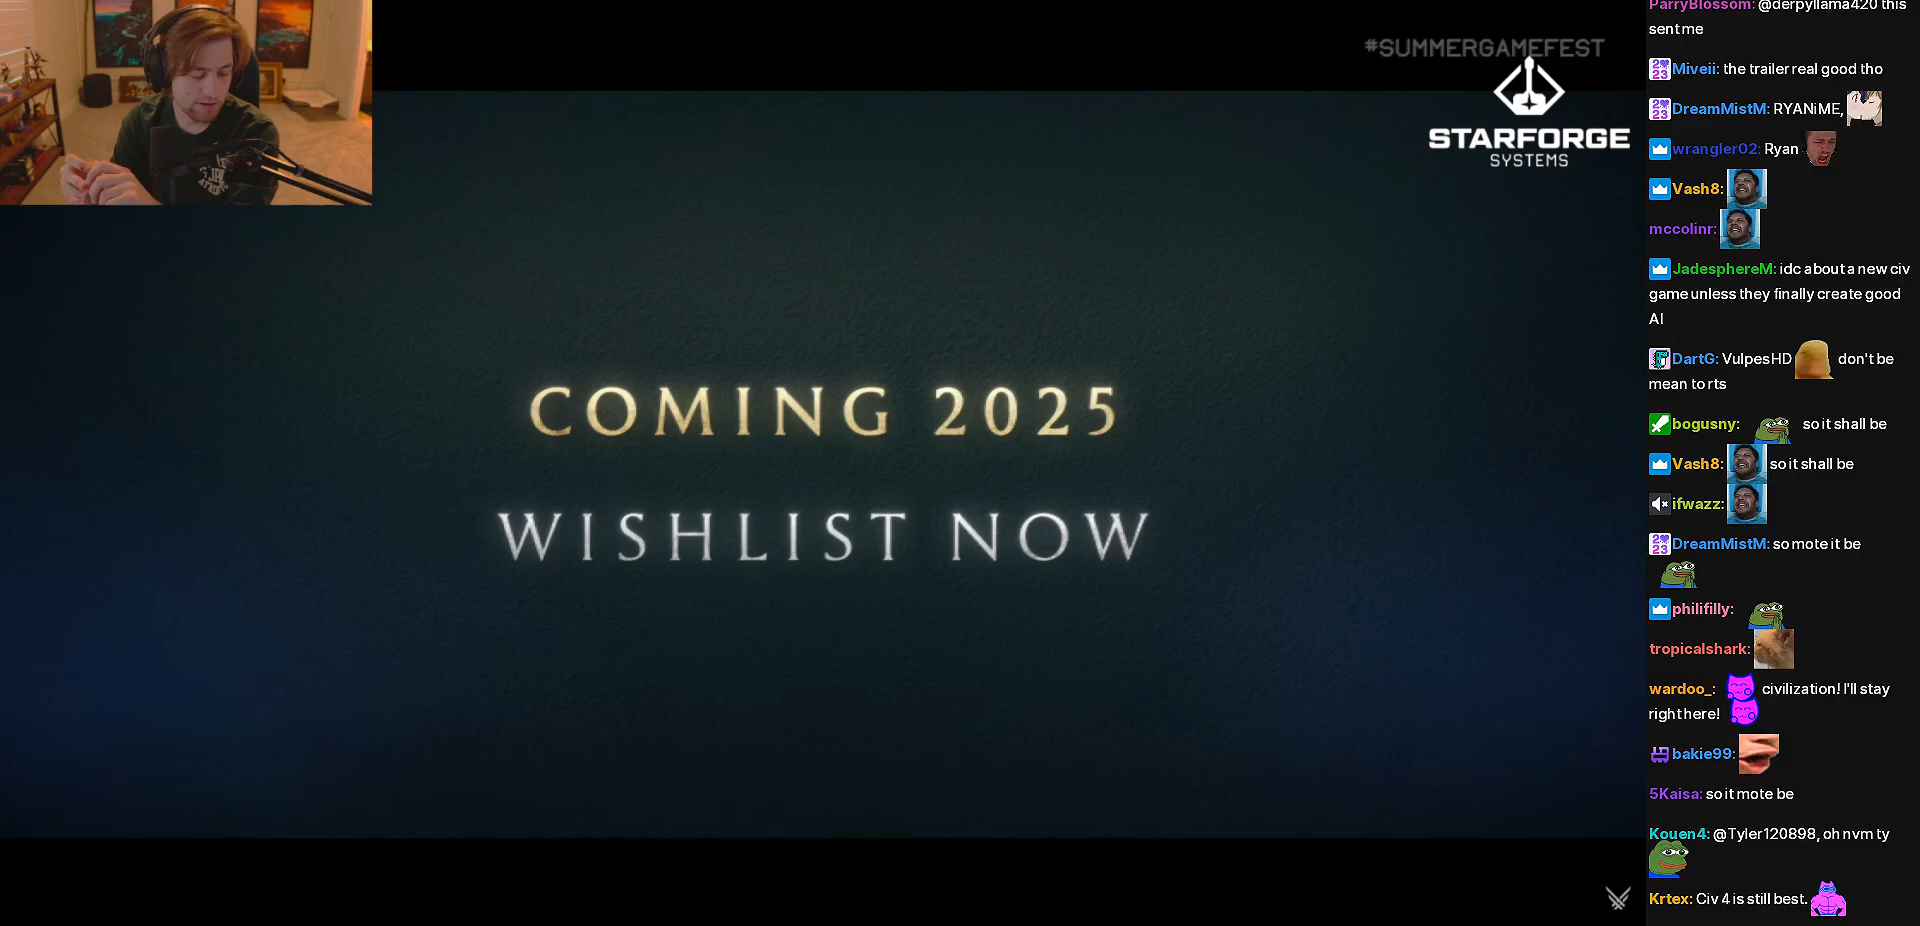 #SUMMERGAMEFEST
STARFORGE
SYSTEMS
COMING 2025
WISHLIST NOW
ParryBlossom: @derpyllama420 this
sent me
Miveii: the trailer real good tho
DreamMistM: RYANiME,
wrangler02: Ryan
Vash8:
mccolinr:
JadesphereM: idc about a new civ
game unless they finally create good
AI
DartG: VulpesHD don't be
mean to rts
bogusny: so it shall be
Vash8: so it shall be
ifwazz:
DreamMistM: so mote it be
philifilly:
tropicalshark:
wardoo_: civilization! I'll stay
right here!
bakie99:
5Kaisa: so it mote be
Kouen4: @Tyler120898, oh nvm ty
Krtex: Civ 4 is still best.